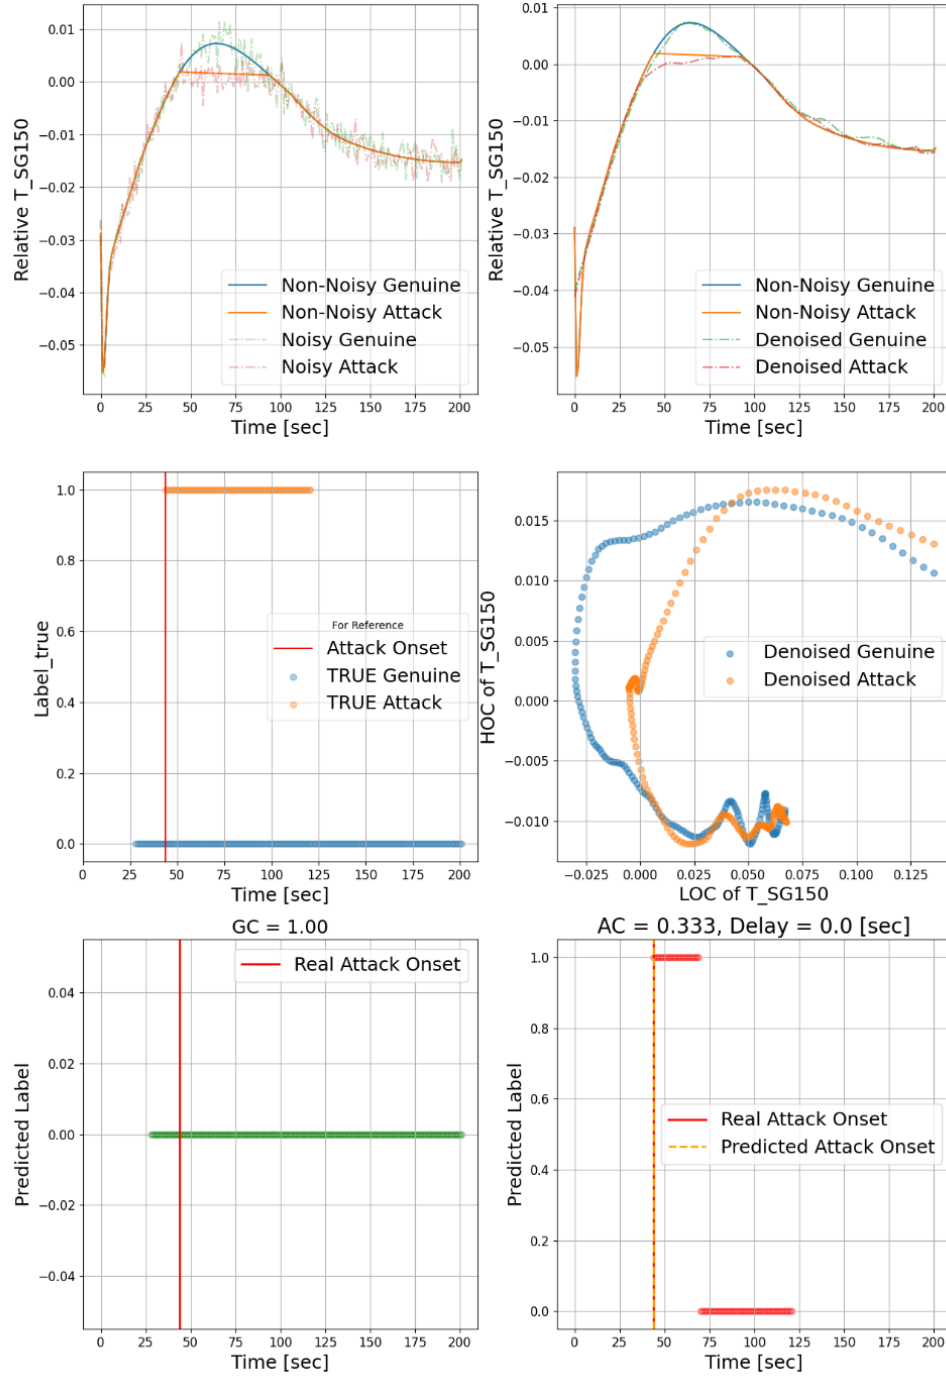 0.01
0.00
−0.01
−0.02
−0.03
−0.04
−0.05
Relative T_SG150
Non-Noisy Genuine
Non-Noisy Attack
Noisy Genuine
Noisy Attack
0 25 50 75 100 125 150 175 200
Time [sec]
0.01
0.00
−0.01
−0.02
−0.03
−0.04
−0.05
Relative T_SG150
Non-Noisy Genuine
Non-Noisy Attack
Denoised Genuine
Denoised Attack
0 25 50 75 100 125 150 175 200
Time [sec]
1.0
0.8
0.6
0.4
0.2
0.0
Label_true
For Reference
Attack Onset
TRUE Genuine
TRUE Attack
0 25 50 75 100 125 150 175 200
Time [sec]
0.015
0.010
0.005
0.000
−0.005
−0.010
HOC of T_SG150
Denoised Genuine
Denoised Attack
−0.025 0.000 0.025 0.050 0.075 0.100 0.125
LOC of T_SG150
GC = 1.00
0.04
0.02
0.00
−0.02
−0.04
Predicted Label
Real Attack Onset
0 25 50 75 100 125 150 175 200
Time [sec]
AC = 0.333, Delay = 0.0 [sec]
1.0
0.8
0.6
0.4
0.2
0.0
Predicted Label
Real Attack Onset
Predicted Attack Onset
0 25 50 75 100 125 150 175 200
Time [sec]